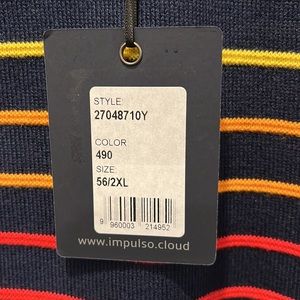 STYLE:
27048710Y
COLOR
490
SIZE:
56/2XL
9 960003 214952
www.impulso.cloud